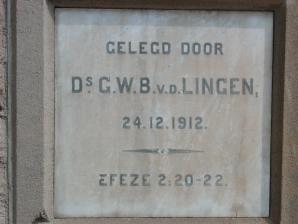 GELEGD DOOR
Ds. G.W.B. v.d. LINGEN,
24.12.1912.
EFEZE 2:20-22.